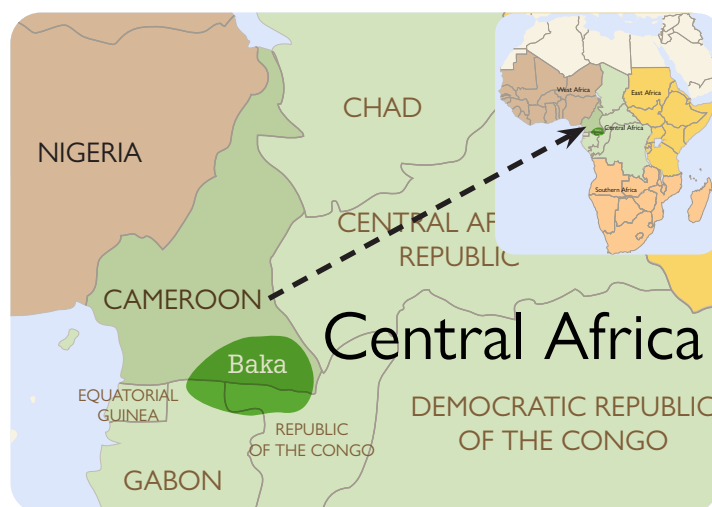 CHAD
NIGERIA
West Africa
East Africa
Central Africa
Southern Africa
CENTRAL AF
REPUBLIC
CAMEROON
Central Africa
Baka
EQUATORIAL
GUINEA
REPUBLIC
OF THE CONGO
DEMOCRATIC REPUBLIC
OF THE CONGO
GABON